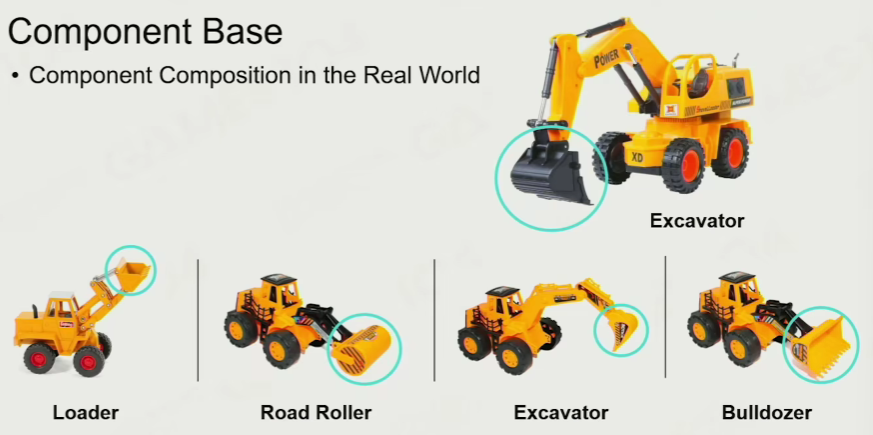 Component Base
• Component Composition in the Real World
POWER
XD
Excavator
Loader
Road Roller
Excavator
Bulldozer